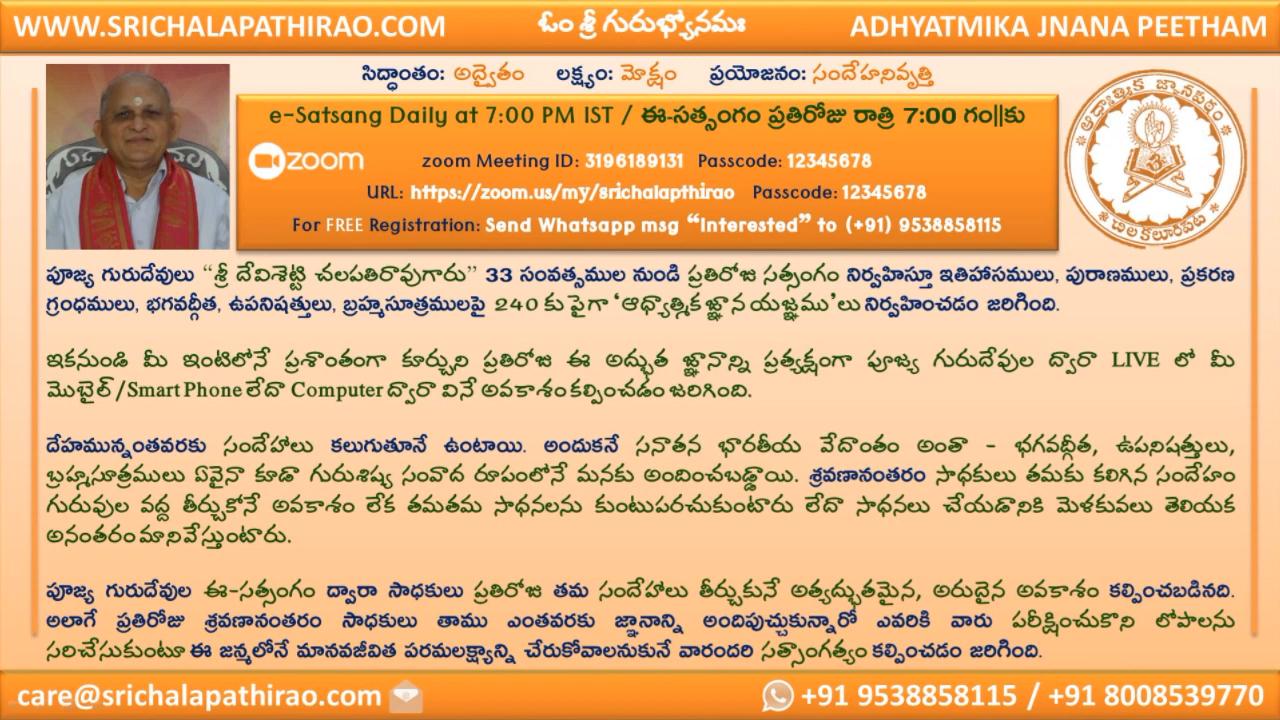 WWW.SRICHALAPATHIRAO.COM ఓం శ్రీ గురుభ్యోనమః ADHYATMIKA JNANA PEETHAM
సిద్ధాంతం: అద్వైతం లక్ష్యం: మోక్షం ప్రయోజనం: సందేహనివృత్తి
e-Satsang Daily at 7:00 PM IST / ఈ-సత్సంగం ప్రతిరోజు రాత్రి 7:00 గం||కు
zoom
zoom Meeting ID: 3196189131 Passcode: 12345678
URL: https://zoom.us/my/srichalapthirao Passcode: 12345678
For FREE Registration: Send Whatsapp msg “Interested” to (+91) 9538858115
ఆధ్యాత్మిక జ్ఞానపీఠం
చిలకలూరిపేట
పూజ్య గురుదేవులు “శ్రీ దేవిశెట్టి చలపతిరావుగారు” 33 సంవత్సముల నుండి ప్రతిరోజు సత్సంగం నిర్వహిస్తూ ఇతిహాసములు, పురాణములు, ప్రకరణ
గ్రంధములు, భగవద్గీత, ఉపనిషత్తులు, బ్రహ్మసూత్రములపై 240 కు పైగా ‘ఆధ్యాత్మిక జ్ఞాన యజ్ఞము’లు నిర్వహించడం జరిగింది.
ఇకనుండి మీ ఇంటిలోనే ప్రశాంతంగా కూర్చుని ప్రతిరోజు ఈ అద్భుత జ్ఞానాన్ని ప్రత్యక్షంగా పూజ్య గురుదేవుల ద్వారా LIVE లో మీ
మొబైల్ /Smart Phone లేదా Computer ద్వారా వినే అవకాశం కల్పించడం జరిగింది.
దేహమున్నంతవరకు సందేహాలు కలుగుతూనే ఉంటాయి. అందుకనే సనాతన భారతీయ వేదాంతం అంతా – భగవద్గీత, ఉపనిషత్తులు,
బ్రహ్మసూత్రములు ఏవైనా కూడా గురుశిష్య సంవాద రూపంలోనే మనకు అందించబడ్డాయి. శ్రవణానంతరం సాధకులు తమకు కలిగిన సందేహం
గురువుల వద్ద తీర్చుకోనే అవకాశం లేక తమతమ సాధనలను కుంటుపరచుకుంటారు లేదా సాధనలు చేయడానికి మెళకువలు తెలియక
అనంతరం మానివేస్తుంటారు.
పూజ్య గురుదేవుల ఈ-సత్సంగం ద్వారా సాధకులు ప్రతిరోజు తమ సందేహాలు తీర్చుకునే అత్యద్భుతమైన, అరుదైన అవకాశం కల్పించబడినది.
అలాగే ప్రతిరోజు శ్రవణానంతరం సాధకులు తాము ఎంతవరకు జ్ఞానాన్ని అందిపుచ్చుకున్నారో ఎవరికి వారు పరీక్షించుకొని లోపాలను
సరిచేసుకుంటూ ఈ జన్మలోనే మానవజీవిత పరమలక్ష్యాన్ని చేరుకోవాలనుకునే వారందరి సత్సాంగత్యం కల్పించడం జరిగింది.
care@srichalapathirao.com +91 9538858115 / +91 8008539770